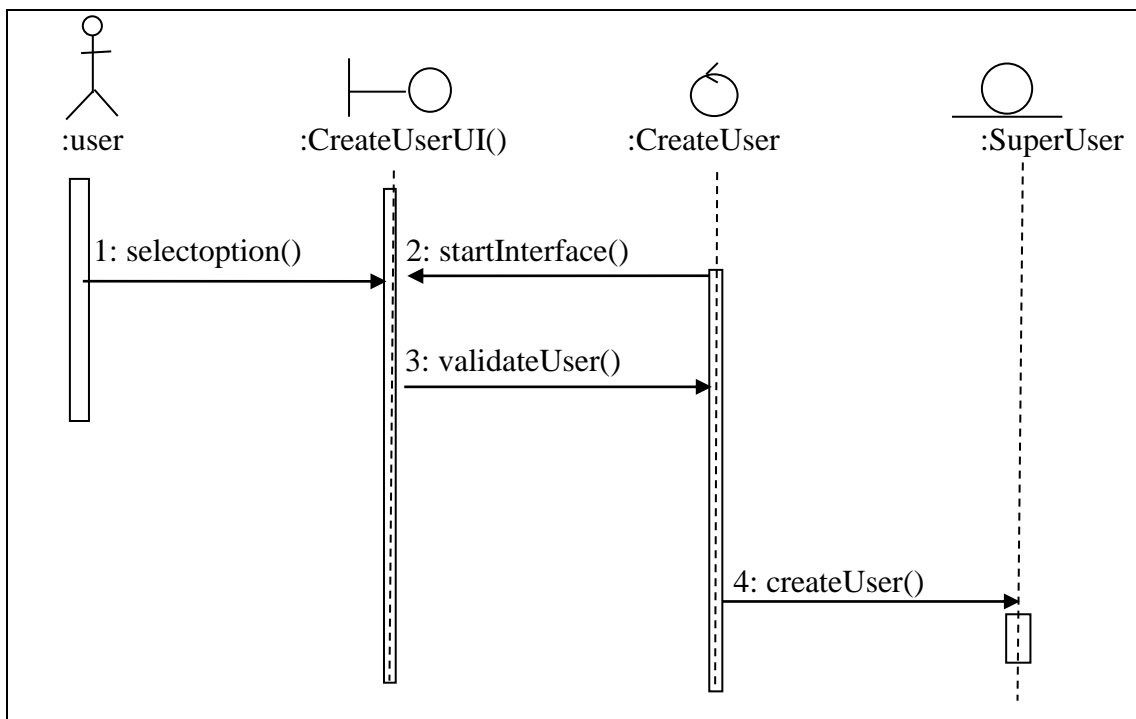 :user
:CreateUserUI()
:CreateUser
:SuperUser
1: selectoption()
2: startInterface()
3: validateUser()
4: createUser()